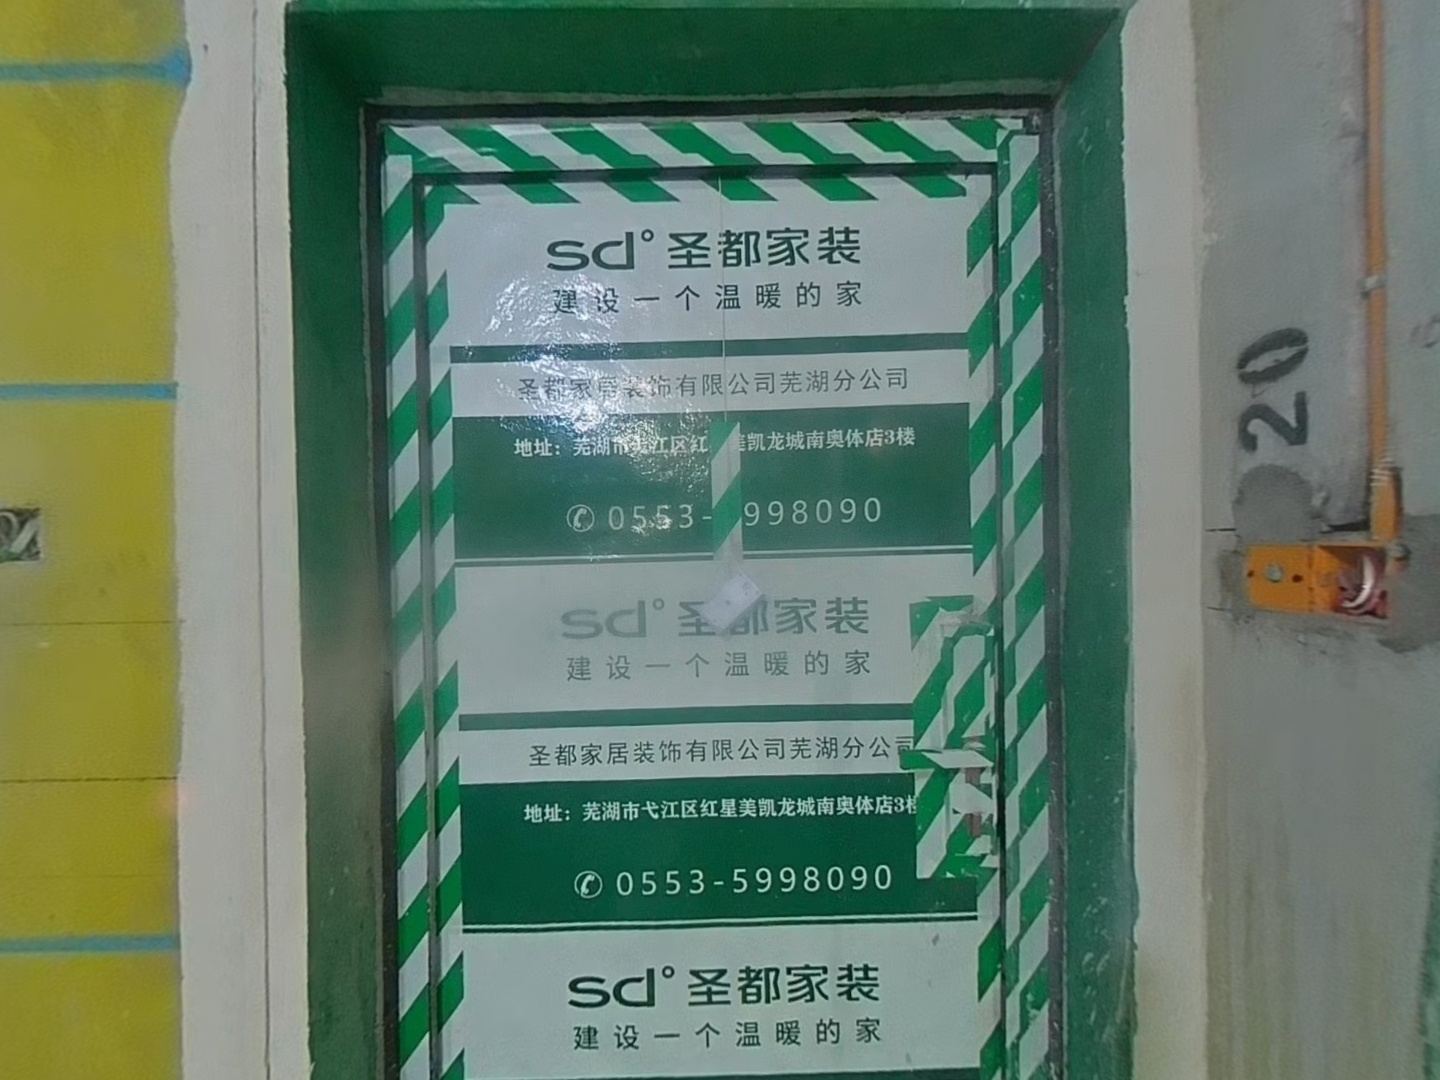 sd°圣都家装
建设一个温暖的家
圣都家居装饰有限公司芜湖分公司
地址：芜湖市弋江区红美凯龙城南奥体店3楼
0553-998090
sd°圣都家装
建设一个温暖的家
圣都家居装饰有限公司芜湖分公司
地址：芜湖市弋江区红星美凯龙城南奥体店3楼
0553-5998090
sd°圣都家装
建设一个温暖的家
20